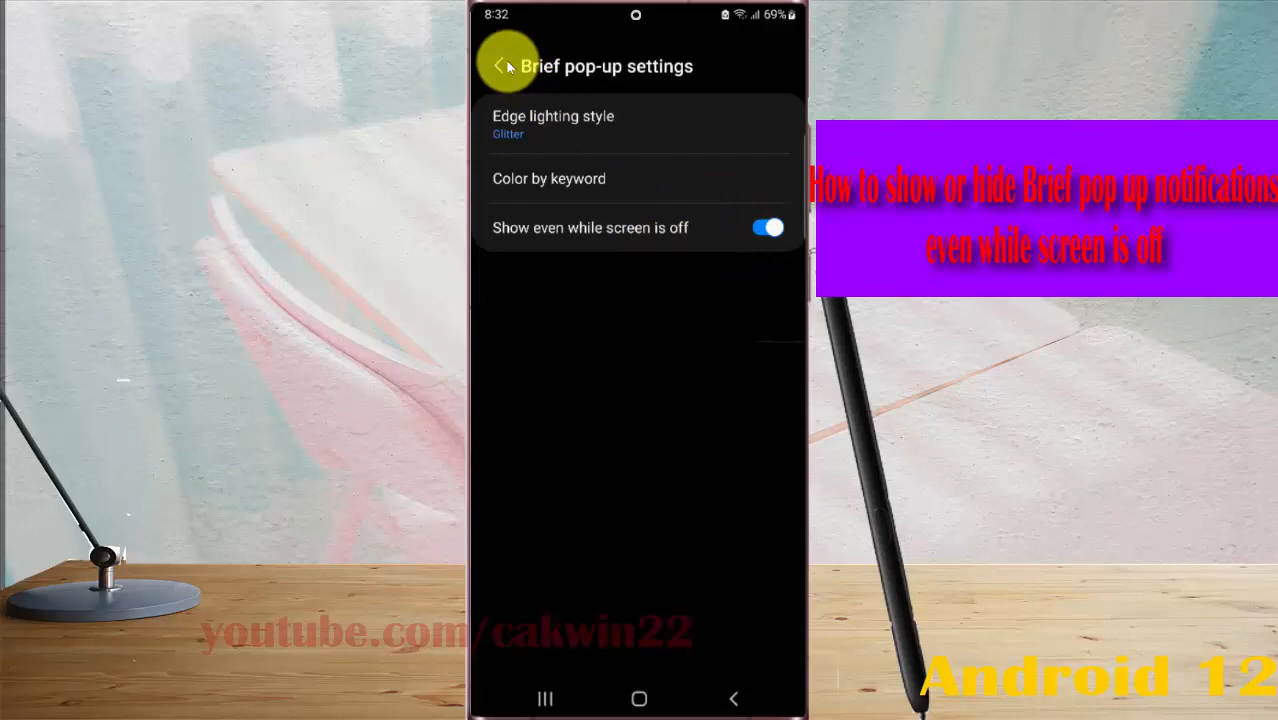 8:32
69%
Brief pop-up settings
Edge lighting style
Glitter
Color by keyword
Show even while screen is off
How to show or hide Brief pop up notifications
even while screen is off
youtube.com/cakwin22
Android 12